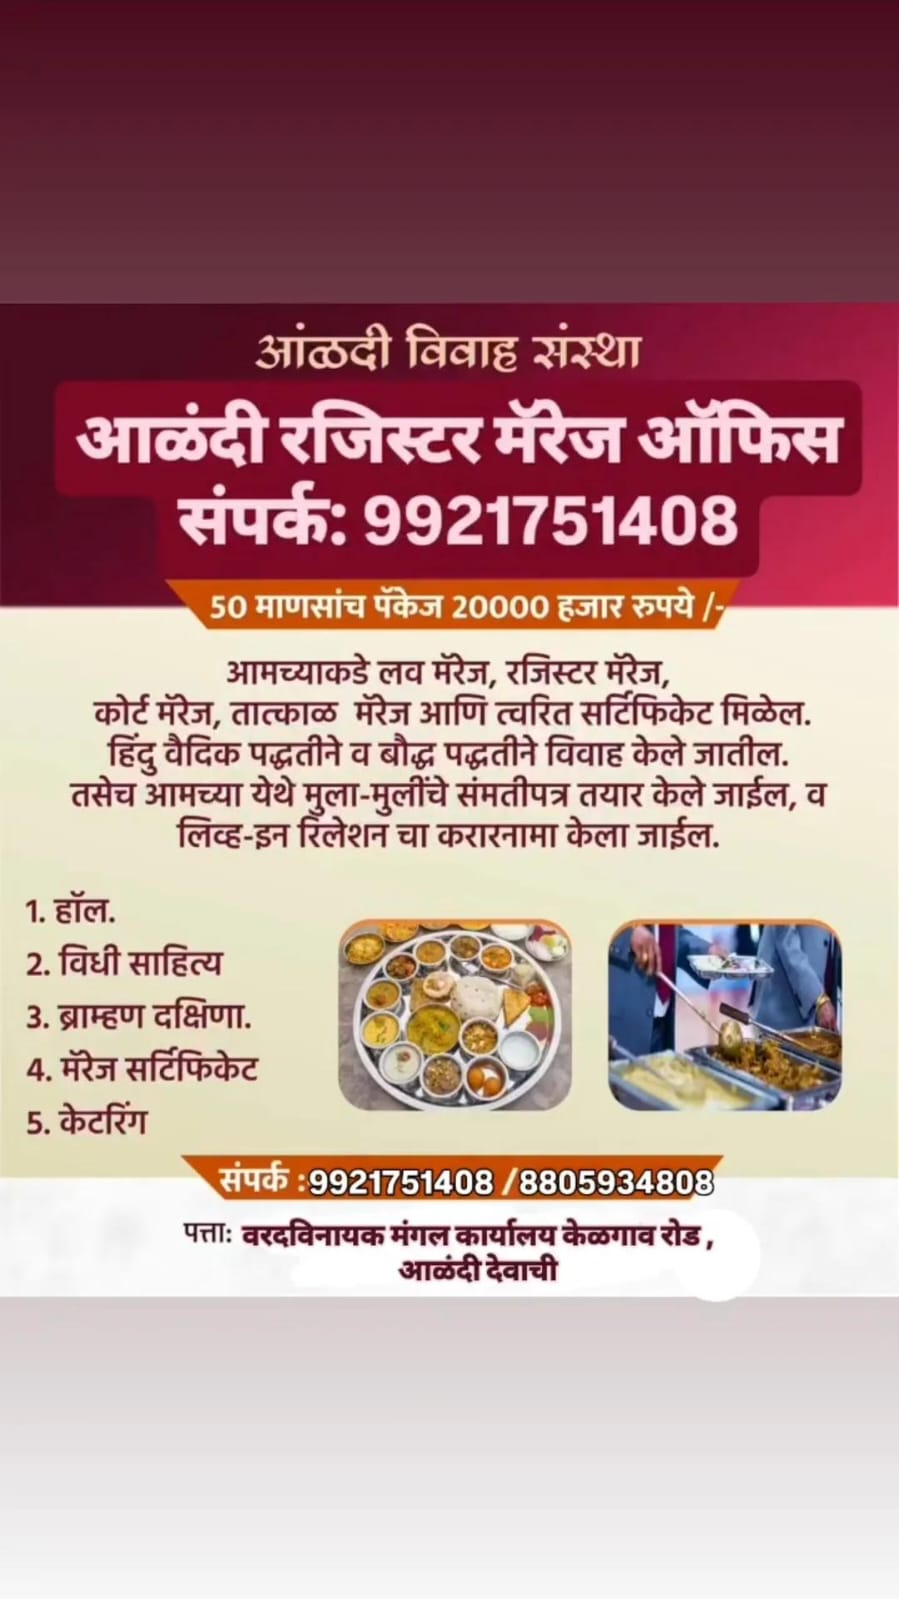 आंळदी विवाह संस्था
आळंदी रजिस्टर मॅरेज ऑफिस
संपर्क: 9921751408
50 माणसांच पॅकेज 20000 हजार रुपये /-
आमच्याकडे लव मॅरेज, रजिस्टर मॅरेज,
कोर्ट मॅरेज, तात्काळ मॅरेज आणि त्वरित सर्टिफिकेट मिळेल.
हिंदु वैदिक पद्धतीने व बौद्ध पद्धतीने विवाह केले जातील.
तसेच आमच्या येथे मुला-मुलींचे संमतीपत्र तयार केले जाईल, व
लिव्ह-इन रिलेशन चा करारनामा केला जाईल.
1. हॉल.
2. विधी साहित्य
3. ब्राम्हण दक्षिणा.
4. मॅरेज सर्टिफिकेट
5. केटरिंग
संपर्क :9921751408 /8805934808
पत्ता: वरदविनायक मंगल कार्यालय केळगाव रोड ,
आळंदी देवाची